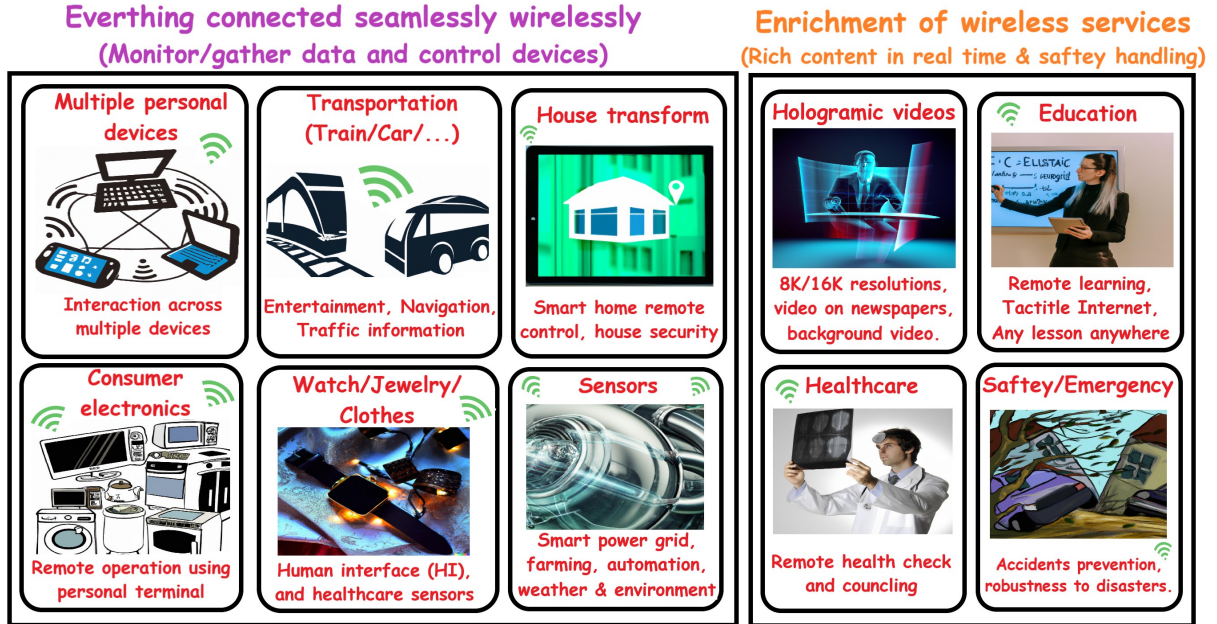 Everthing connected seamlessly wirelessly
(Monitor/gather data and control devices)
Multiple personal
devices
Interaction across
multiple devices
Transportation
(Train/Car/...)
Entertainment, Navigation,
Traffic information
House transform
Smart home remote
control, house security
Consumer
electronics
Remote operation using
personal terminal
Watch/Jewelry/
Clothes
Human interface (HI),
and healthcare sensors
Sensors
Smart power grid,
farming, automation,
weather & environment
Enrichment of wireless services
(Rich content in real time & saftey handling)
Hologramic videos
8K/16K resolutions,
video on newspapers,
background video.
Education
Remote learning,
Tactitle Internet,
Any lesson anywhere
Healthcare
Remote health check
and councling
Saftey/Emergency
Accidents prevention,
robustness to disasters.